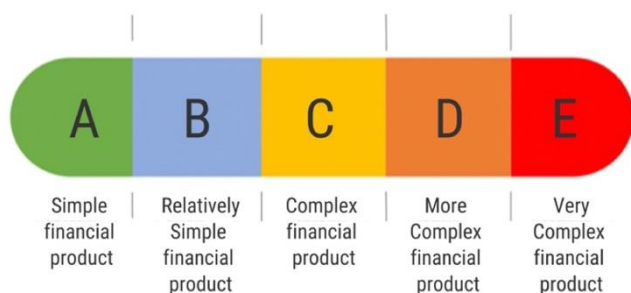 A
B
C
D
E
Simple
financial
product
Relatively
Simple
financial
product
Complex
financial
product
More
Complex
financial
product
Very
Complex
financial
product